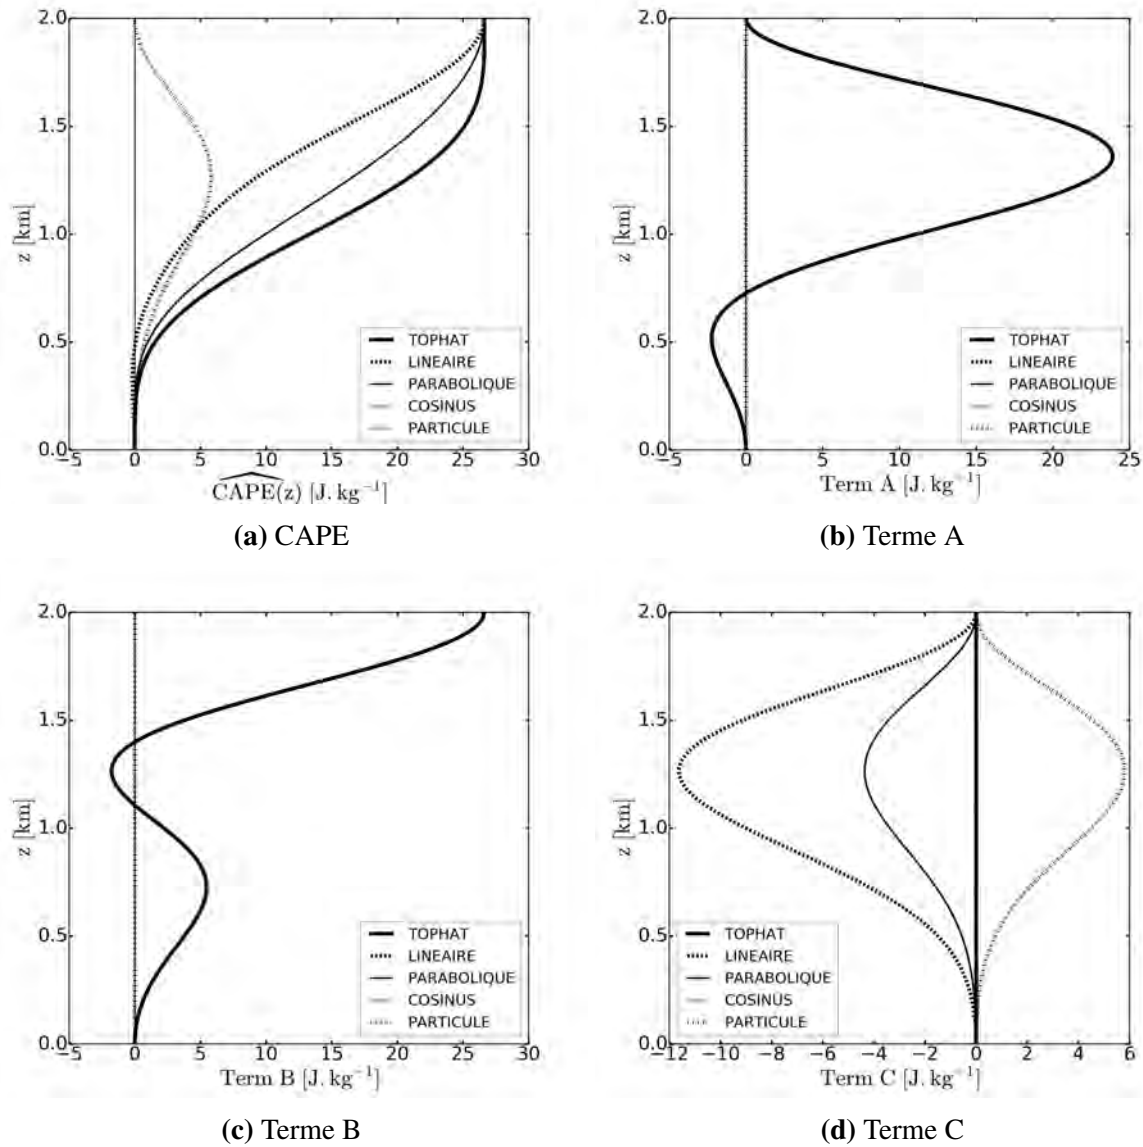 2.0
1.5
1.0
0.5
0.0
z [km]
TOPHAT
LINEAIRE
PARABOLIQUE
COSINUS
PARTICULE
−5 0 5 10 15 20 25 30
CAPE(z) [J. kg⁻¹]
(a) CAPE
2.0
1.5
1.0
0.5
0.0
z [km]
TOPHAT
LINEAIRE
PARABOLIQUE
COSINUS
PARTICULE
−5 0 5 10 15 20 25
Term A [J. kg⁻¹]
(b) Terme A
2.0
1.5
1.0
0.5
0.0
z [km]
TOPHAT
LINEAIRE
PARABOLIQUE
COSINUS
PARTICULE
−5 0 5 10 15 20 25 30
Term B [J. kg⁻¹]
(c) Terme B
2.0
1.5
1.0
0.5
0.0
z [km]
TOPHAT
LINEAIRE
PARABOLIQUE
COSINUS
PARTICULE
−12 −10 −8 −6 −4 −2 0 2 4 6
Term C [J. kg⁻¹]
(d) Terme C